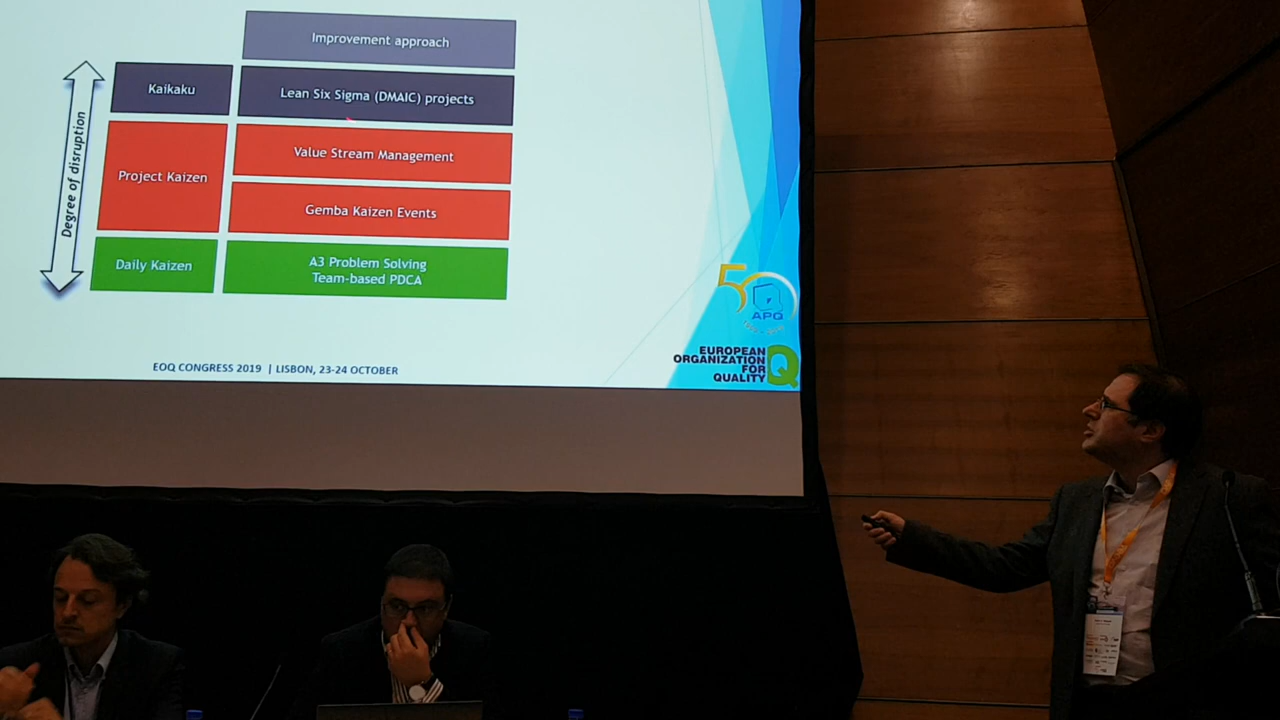 Improvement approach
Kaikaku
Lean Six Sigma (DMAIC) projects
Degree of disruption
Project Kaizen
Value Stream Management
Gemba Kaizen Events
Daily Kaizen
A3 Problem Solving
Team-based PDCA
50
APQ
EOQ CONGRESS 2019 | LISBON, 23-24 OCTOBER
EUROPEAN
ORGANIZATION
FOR
QUALITY